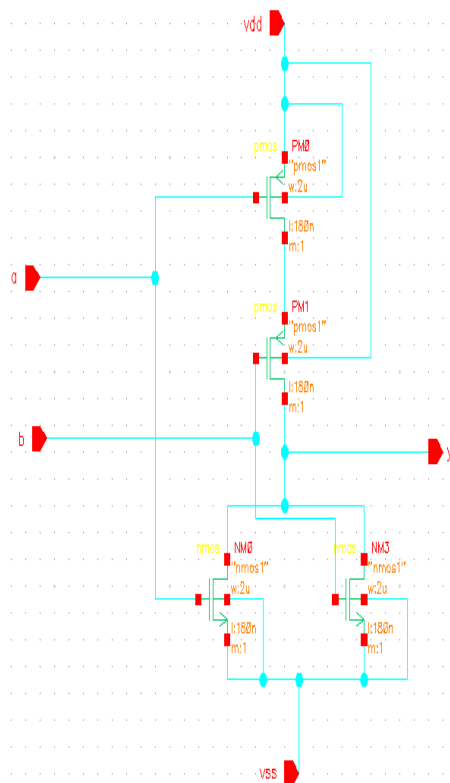 vdd
pmos PM0
"pmos1"
w:2u
l:180n
m:1
a
pmos PM1
"pmos1"
w:2u
l:180n
m:1
b
y
nmos NM0
"nmos1"
w:2u
l:180n
m:1
nmos NM3
"nmos1"
w:2u
l:180n
m:1
vss